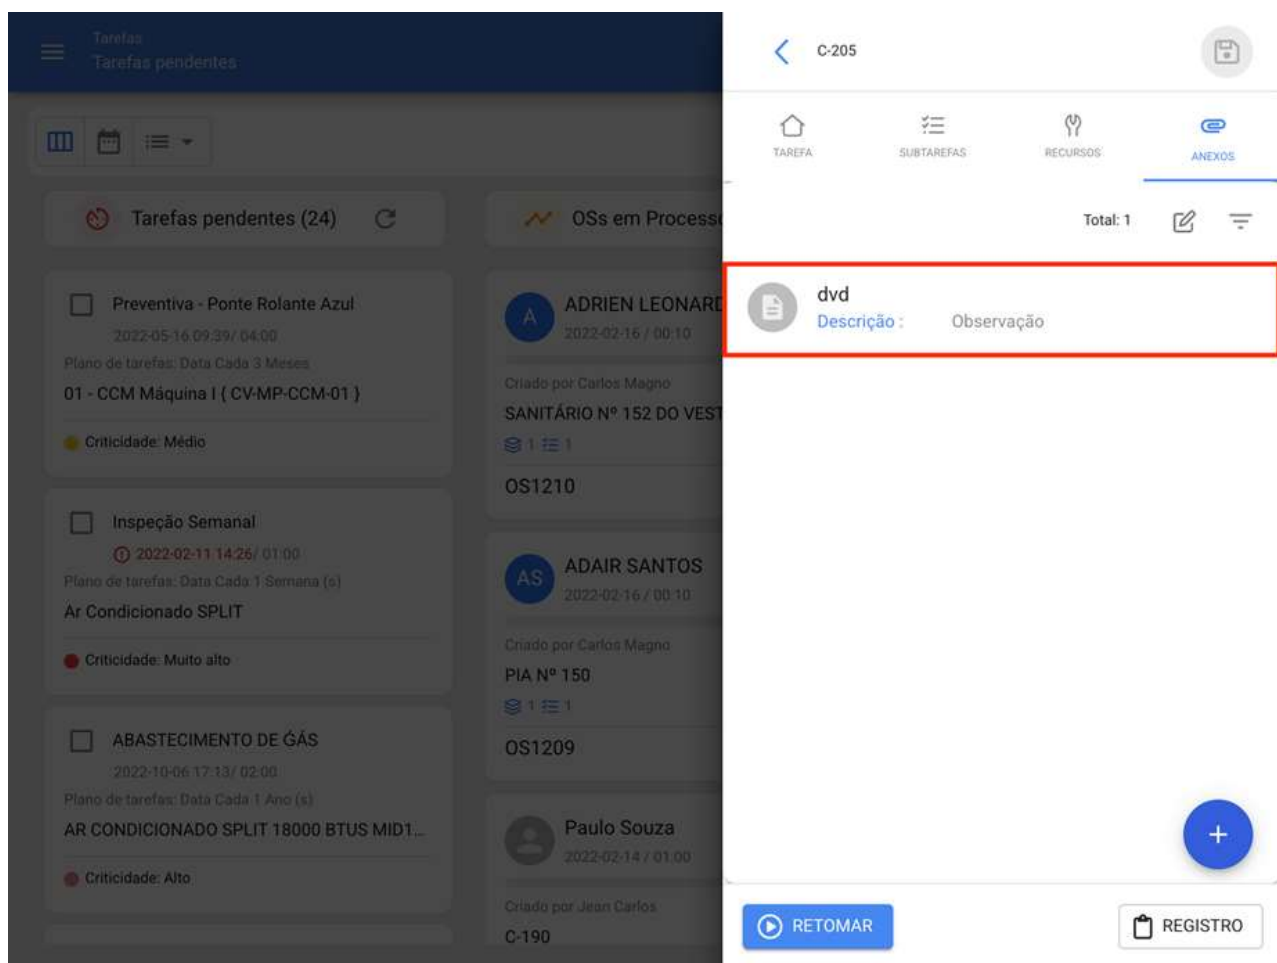 Tarefas
Tarefas pendentes
Tarefas pendentes (24)
Preventiva - Ponte Rolante Azul
2022-05-16 09:39/ 04:00
Plano de tarefas: Data Cada 3 Meses
01 - CCM Máquina I { CV-MP-CCM-01 }
Criticidade: Médio
Inspeção Semanal
2022-02-11 14:26/ 01:00
Plano de tarefas: Data Cada 1 Semana (s)
Ar Condicionado SPLIT
Criticidade: Muito alto
ABASTECIMENTO DE ǴÁS
2022-10-06 17:13/ 02:00
Plano de tarefas: Data Cada 1 Ano (s)
AR CONDICIONADO SPLIT 18000 BTUS MID1...
Criticidade: Alto
OSs em Processo
A
ADRIEN LEONARD
2022-02-16 / 00:10
Criado por Carlos Magno
SANITÁRIO Nº 152 DO VEST
1 1
OS1210
AS
ADAIR SANTOS
2022-02-16 / 00:10
Criado por Carlos Magno
PIA Nº 150
1 1
OS1209
Paulo Souza
2022-02-14 / 01:00
Criado por Jean Carlos
C-190
C-205
TAREFA SUBTAREFAS RECURSOS ANEXOS
Total: 1
dvd
Descrição : Observação
+
RETOMAR REGISTRO